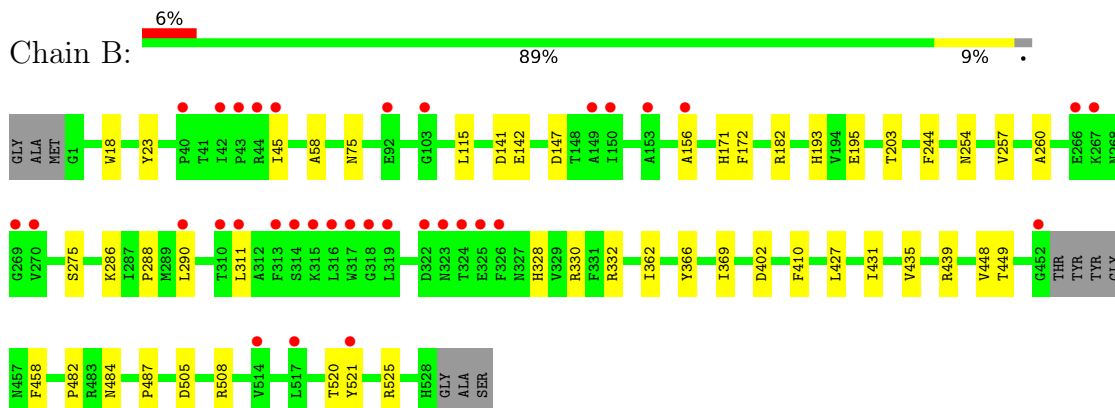 6%
Chain B:
89% 9% •
GLY ALA MET G1 W18 Y23 P40 T41 I42 P43 R44 I45 A58 N75 E92 G103 L115 D141 E142 D147 T148 A149 I150 A153 A156 H171 F172 R182 H193 V194 E195 T203 F244 N254 V257 A260 E266 K267 N268
G269 V270 S275 K286 I287 P288 M289 L290 T310 L311 A312 F313 S314 K315 L316 W317 G318 L319 D322 N323 T324 E325 F326 N327 H328 V329 R330 F331 R332 I362 Y366 I369 D402 F410 L427 I431 V435 R439 V448 T449 G452 THR TYR TYR GLY
N457 F458 P482 R483 N484 P487 D505 R508 V514 L517 T520 Y521 R525 H528 GLY ALA SER